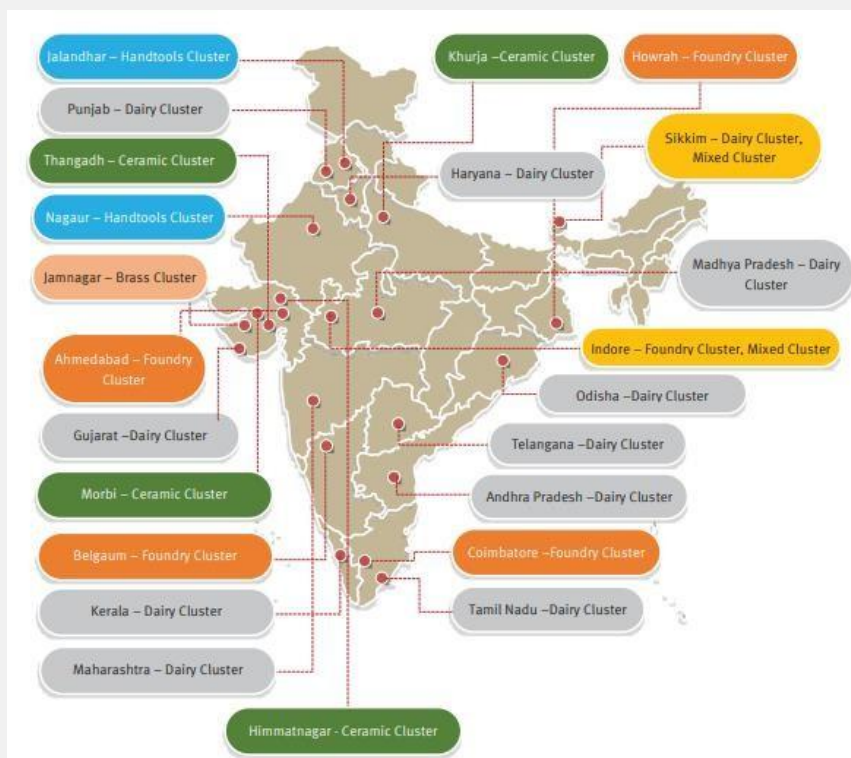 Jalandhar – Handtools Cluster
Khurja –Ceramic Cluster
Howrah – Foundry Cluster
Punjab – Dairy Cluster
Sikkim – Dairy Cluster,
Mixed Cluster
Thangadh – Ceramic Cluster
Haryana – Dairy Cluster
Nagaur – Handtools Cluster
Madhya Pradesh – Dairy
Cluster
Jamnagar – Brass Cluster
Ahmedabad – Foundry
Cluster
Indore – Foundry Cluster, Mixed Cluster
Odisha –Dairy Cluster
Gujarat –Dairy Cluster
Telangana –Dairy Cluster
Morbi – Ceramic Cluster
Andhra Pradesh –Dairy Cluster
Belgaum – Foundry Cluster
Coimbatore –Foundry Cluster
Kerala – Dairy Cluster
Tamil Nadu –Dairy Cluster
Maharashtra – Dairy Cluster
Himmatnagar - Ceramic Cluster